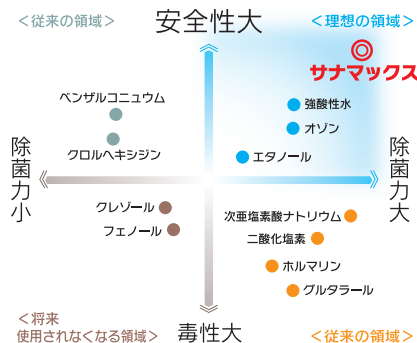 ＜従来の領域＞
安全性大
＜理想の領域＞
サナマックス
ベンザルコニュウム
クロルヘキシジン
強酸性水
オゾン
エタノール
除菌力小
除菌力大
クレゾール
フェノール
次亜塩素酸ナトリウム
二酸化塩素
ホルマリン
グルタラール
＜将来
使用されなくなる領域＞
毒性大
＜従来の領域＞